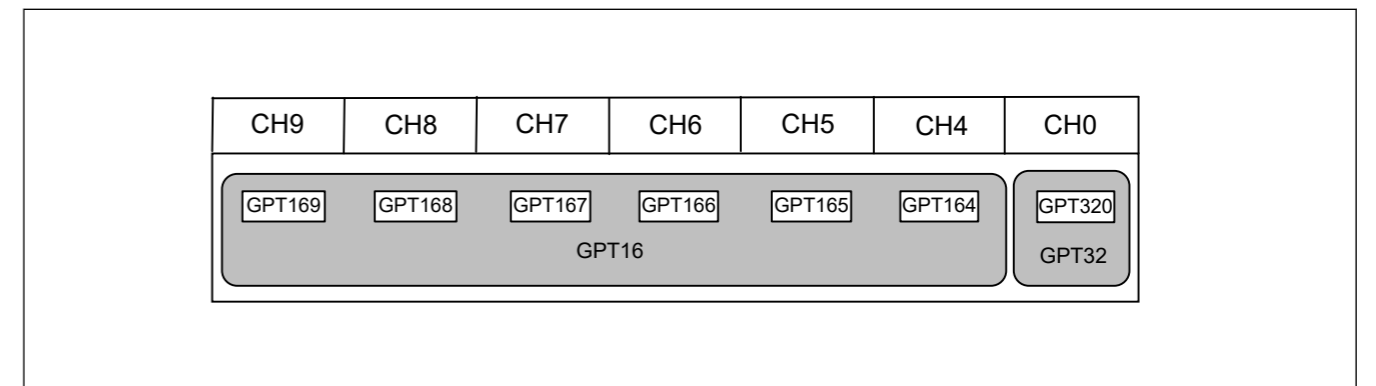 CH9 CH8 CH7 CH6 CH5 CH4 CH0
GPT169 GPT168 GPT167 GPT166 GPT165 GPT164 GPT320
GPT16 GPT32